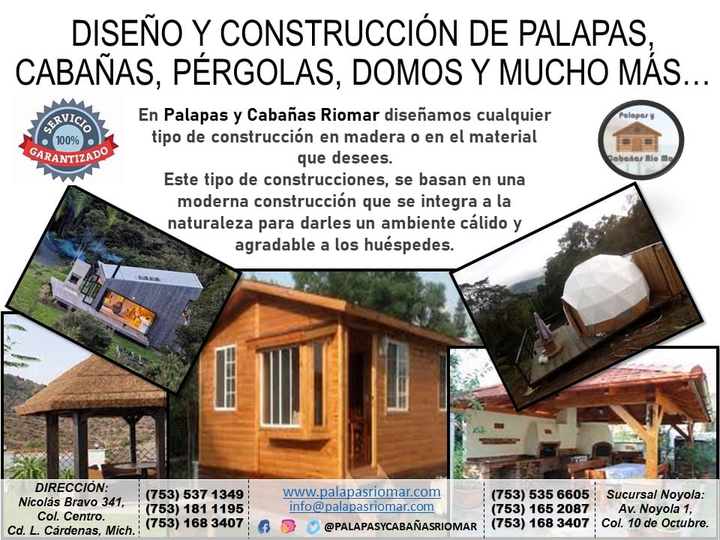 DISEÑO Y CONSTRUCCIÓN DE PALAPAS,
CABAÑAS, PÉRGOLAS, DOMOS Y MUCHO MÁS…
SERVICIO
100%
GARANTIZADO
En Palapas y Cabañas Riomar diseñamos cualquier
tipo de construcción en madera o en el material
que desees.
Este tipo de construcciones, se basan en una
moderna construcción que se integra a la
naturaleza para darles un ambiente cálido y
agradable a los huéspedes.
Palapas y
Cabañas Rio Ma
DIRECCIÓN:
Nicolás Bravo 341,
Col. Centro.
Cd. L. Cárdenas, Mich.
(753) 537 1349
(753) 181 1195
(753) 168 3407
www.palapasriomar.com
info@palapasriomar.com
@PALAPASYCABAÑASRIOMAR
(753) 535 6605
(753) 165 2087
(753) 168 3407
Sucursal Noyola:
Av. Noyola 1,
Col. 10 de Octubre.